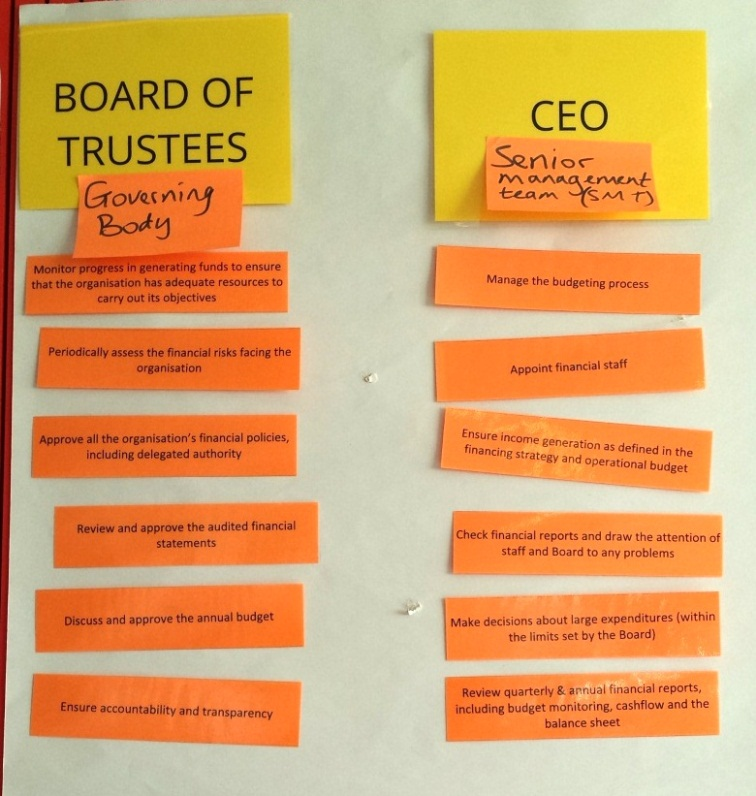 BOARD OF
TRUSTEES
Governing
Body
Monitor progress in generating funds to ensure
that the organisation has adequate resources to
carry out its objectives
Periodically assess the financial risks facing the
organisation
Approve all the organisation's financial policies,
including delegated authority
Review and approve the audited financial
statements
Discuss and approve the annual budget
Ensure accountability and transparency
CEO
Senior
management
team (SMT)
Manage the budgeting process
Appoint financial staff
Ensure income generation as defined in the
financing strategy and operational budget
Check financial reports and draw the attention of
staff and Board to any problems
Make decisions about large expenditures (within
the limits set by the Board)
Review quarterly & annual financial reports,
including budget monitoring, cashflow and the
balance sheet